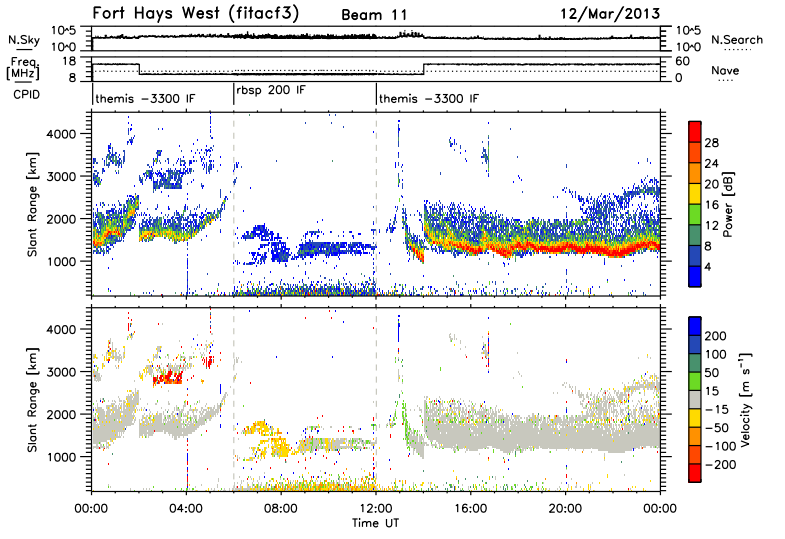 Fort Hays West (fitacf3) Beam 11 12/Mar/2013
N.Sky 10^5 10^0 10^5 10^0 N.Search
Freq. [MHz] 18 8 60 0 Nave
CPID themis -3300 IF rbsp 200 IF themis -3300 IF
Slant Range [km]
4000
3000
2000
1000
28
24
20
16
12
8
4
Power [dB]
Slant Range [km]
4000
3000
2000
1000
200
100
50
15
-15
-50
-100
-200
Velocity [m s⁻¹]
00:00 04:00 08:00 12:00 16:00 20:00 00:00
Time UT